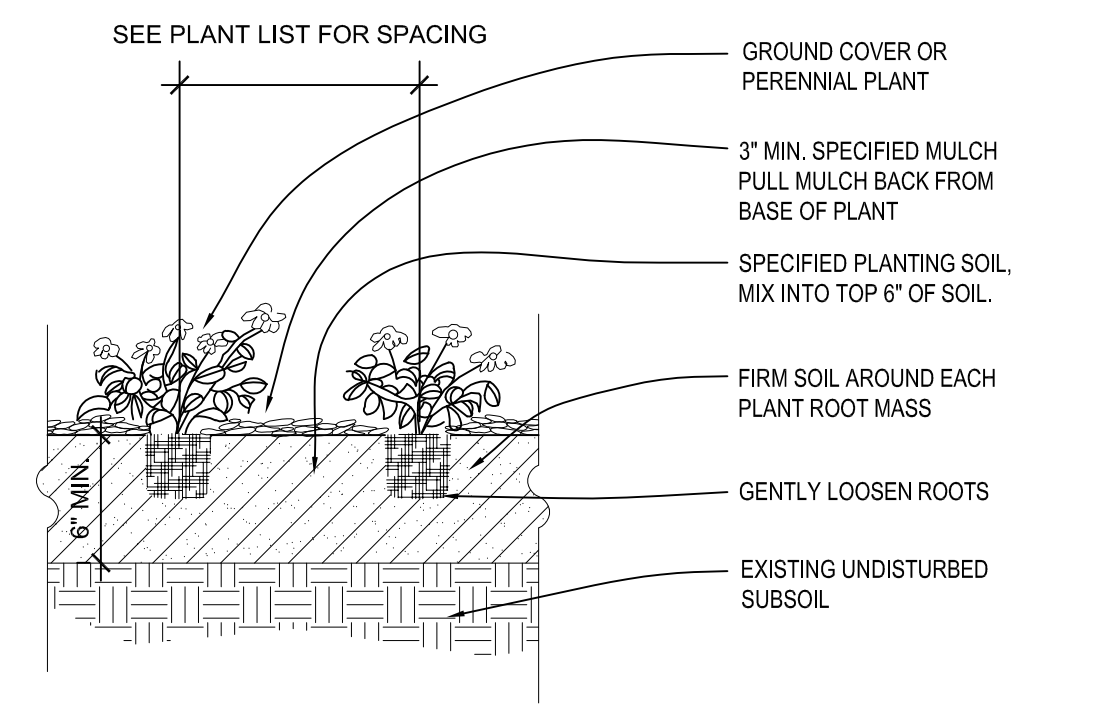 SEE PLANT LIST FOR SPACING
GROUND COVER OR
PERENNIAL PLANT
3" MIN. SPECIFIED MULCH
PULL MULCH BACK FROM
BASE OF PLANT
SPECIFIED PLANTING SOIL,
MIX INTO TOP 6" OF SOIL.
FIRM SOIL AROUND EACH
PLANT ROOT MASS
6" MIN.
GENTLY LOOSEN ROOTS
EXISTING UNDISTURBED
SUBSOIL